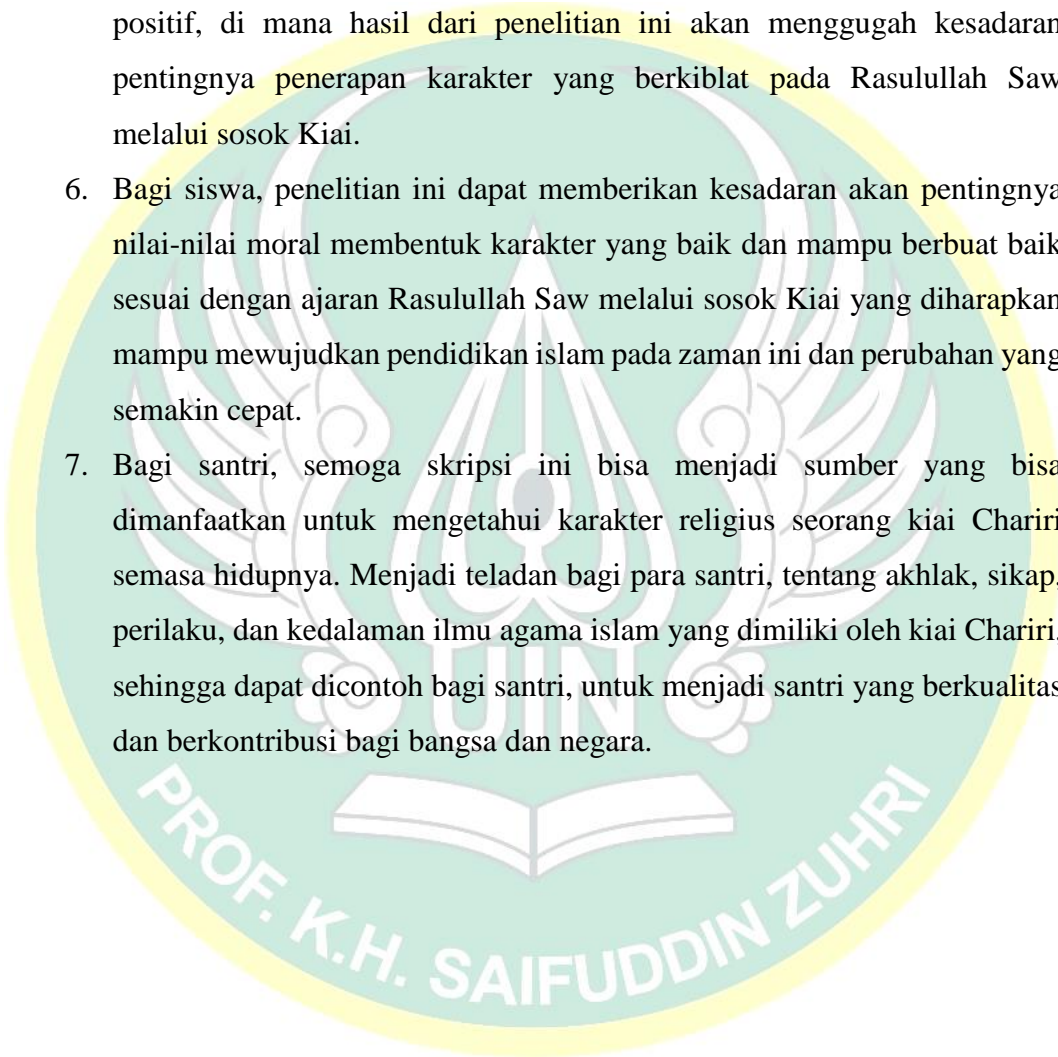 positif, di mana hasil dari penelitian ini akan menggugah kesadaran
pentingnya penerapan karakter yang berkiblat pada Rasulullah Saw
melalui sosok Kiai.
6. Bagi siswa, penelitian ini dapat memberikan kesadaran akan pentingnya
nilai-nilai moral membentuk karakter yang baik dan mampu berbuat baik
sesuai dengan ajaran Rasulullah Saw melalui sosok Kiai yang diharapkan
mampu mewujudkan pendidikan islam pada zaman ini dan perubahan yang
semakin cepat.
7. Bagi santri, semoga skripsi ini bisa menjadi sumber yang bisa
dimanfaatkan untuk mengetahui karakter religius seorang kiai Chariri
semasa hidupnya. Menjadi teladan bagi para santri, tentang akhlak, sikap,
perilaku, dan kedalaman ilmu agama islam yang dimiliki oleh kiai Chariri,
sehingga dapat dicontoh bagi santri, untuk menjadi santri yang berkualitas
dan berkontribusi bagi bangsa dan negara.
UIN
PROF. K.H. SAIFUDDIN ZUHRI